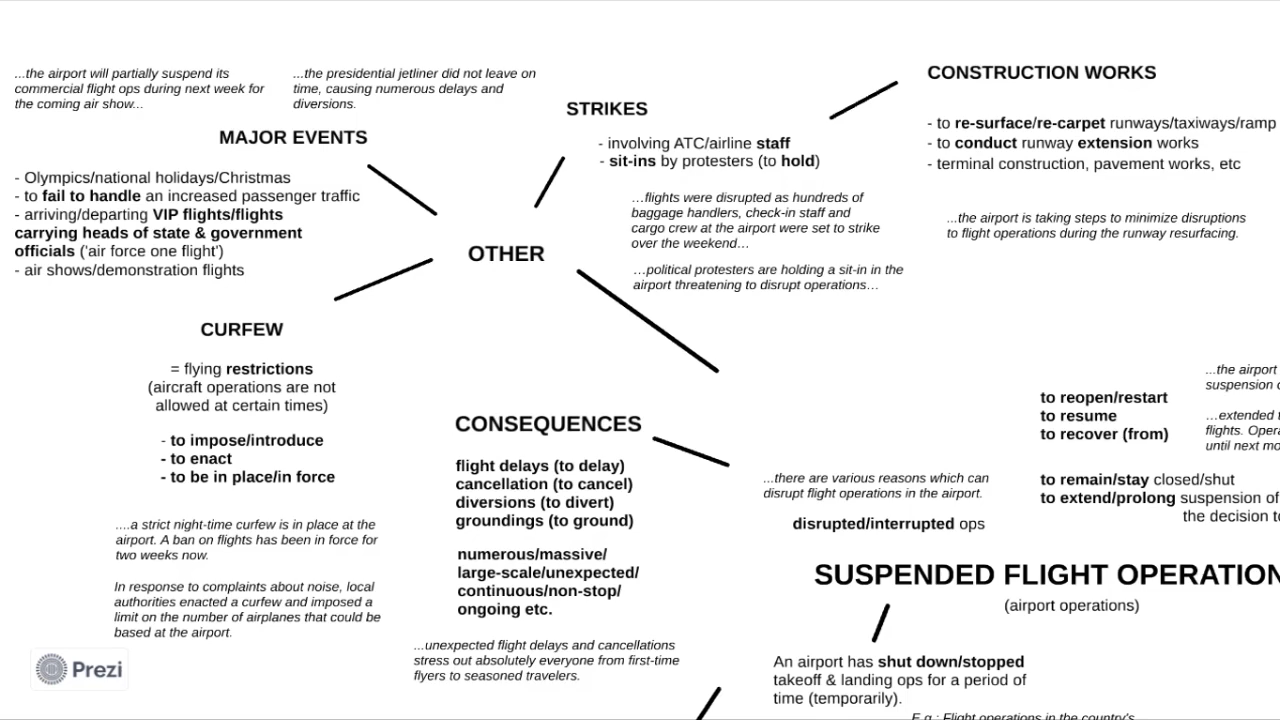 ...the airport will partially suspend its
commercial flight ops during next week for
the coming air show...
...the presidential jetliner did not leave on
time, causing numerous delays and
diversions.
MAJOR EVENTS
- Olympics/national holidays/Christmas
- to fail to handle an increased passenger traffic
- arriving/departing VIP flights/flights
carrying heads of state & government
officials ('air force one flight')
- air shows/demonstration flights
STRIKES
- involving ATC/airline staff
- sit-ins by protesters (to hold)
…flights were disrupted as hundreds of
baggage handlers, check-in staff and
cargo crew at the airport were set to strike
over the weekend…
…political protesters are holding a sit-in in the
airport threatening to disrupt operations…
CONSTRUCTION WORKS
- to re-surface/re-carpet runways/taxiways/ramp
- to conduct runway extension works
- terminal construction, pavement works, etc
...the airport is taking steps to minimize disruptions
to flight operations during the runway resurfacing.
OTHER
CURFEW
= flying restrictions
(aircraft operations are not
allowed at certain times)
- to impose/introduce
- to enact
- to be in place/in force
....a strict night-time curfew is in place at the
airport. A ban on flights has been in force for
two weeks now.
In response to complaints about noise, local
authorities enacted a curfew and imposed a
limit on the number of airplanes that could be
based at the airport.
CONSEQUENCES
flight delays (to delay)
cancellation (to cancel)
diversions (to divert)
groundings (to ground)
numerous/massive/
large-scale/unexpected/
continuous/non-stop/
ongoing etc.
...unexpected flight delays and cancellations
stress out absolutely everyone from first-time
flyers to seasoned travelers.
...there are various reasons which can
disrupt flight operations in the airport.
disrupted/interrupted ops
to reopen/restart
to resume
to recover (from)
...the airport
suspension
…extended
flights.
until next
to remain/stay closed/shut
to extend/prolong suspension of
the decision
SUSPENDED FLIGHT OPERATION
(airport operations)
An airport has shut down/stopped
takeoff & landing ops for a period of
time (temporarily).
E.g.: Flight operations in the country's
Prezi